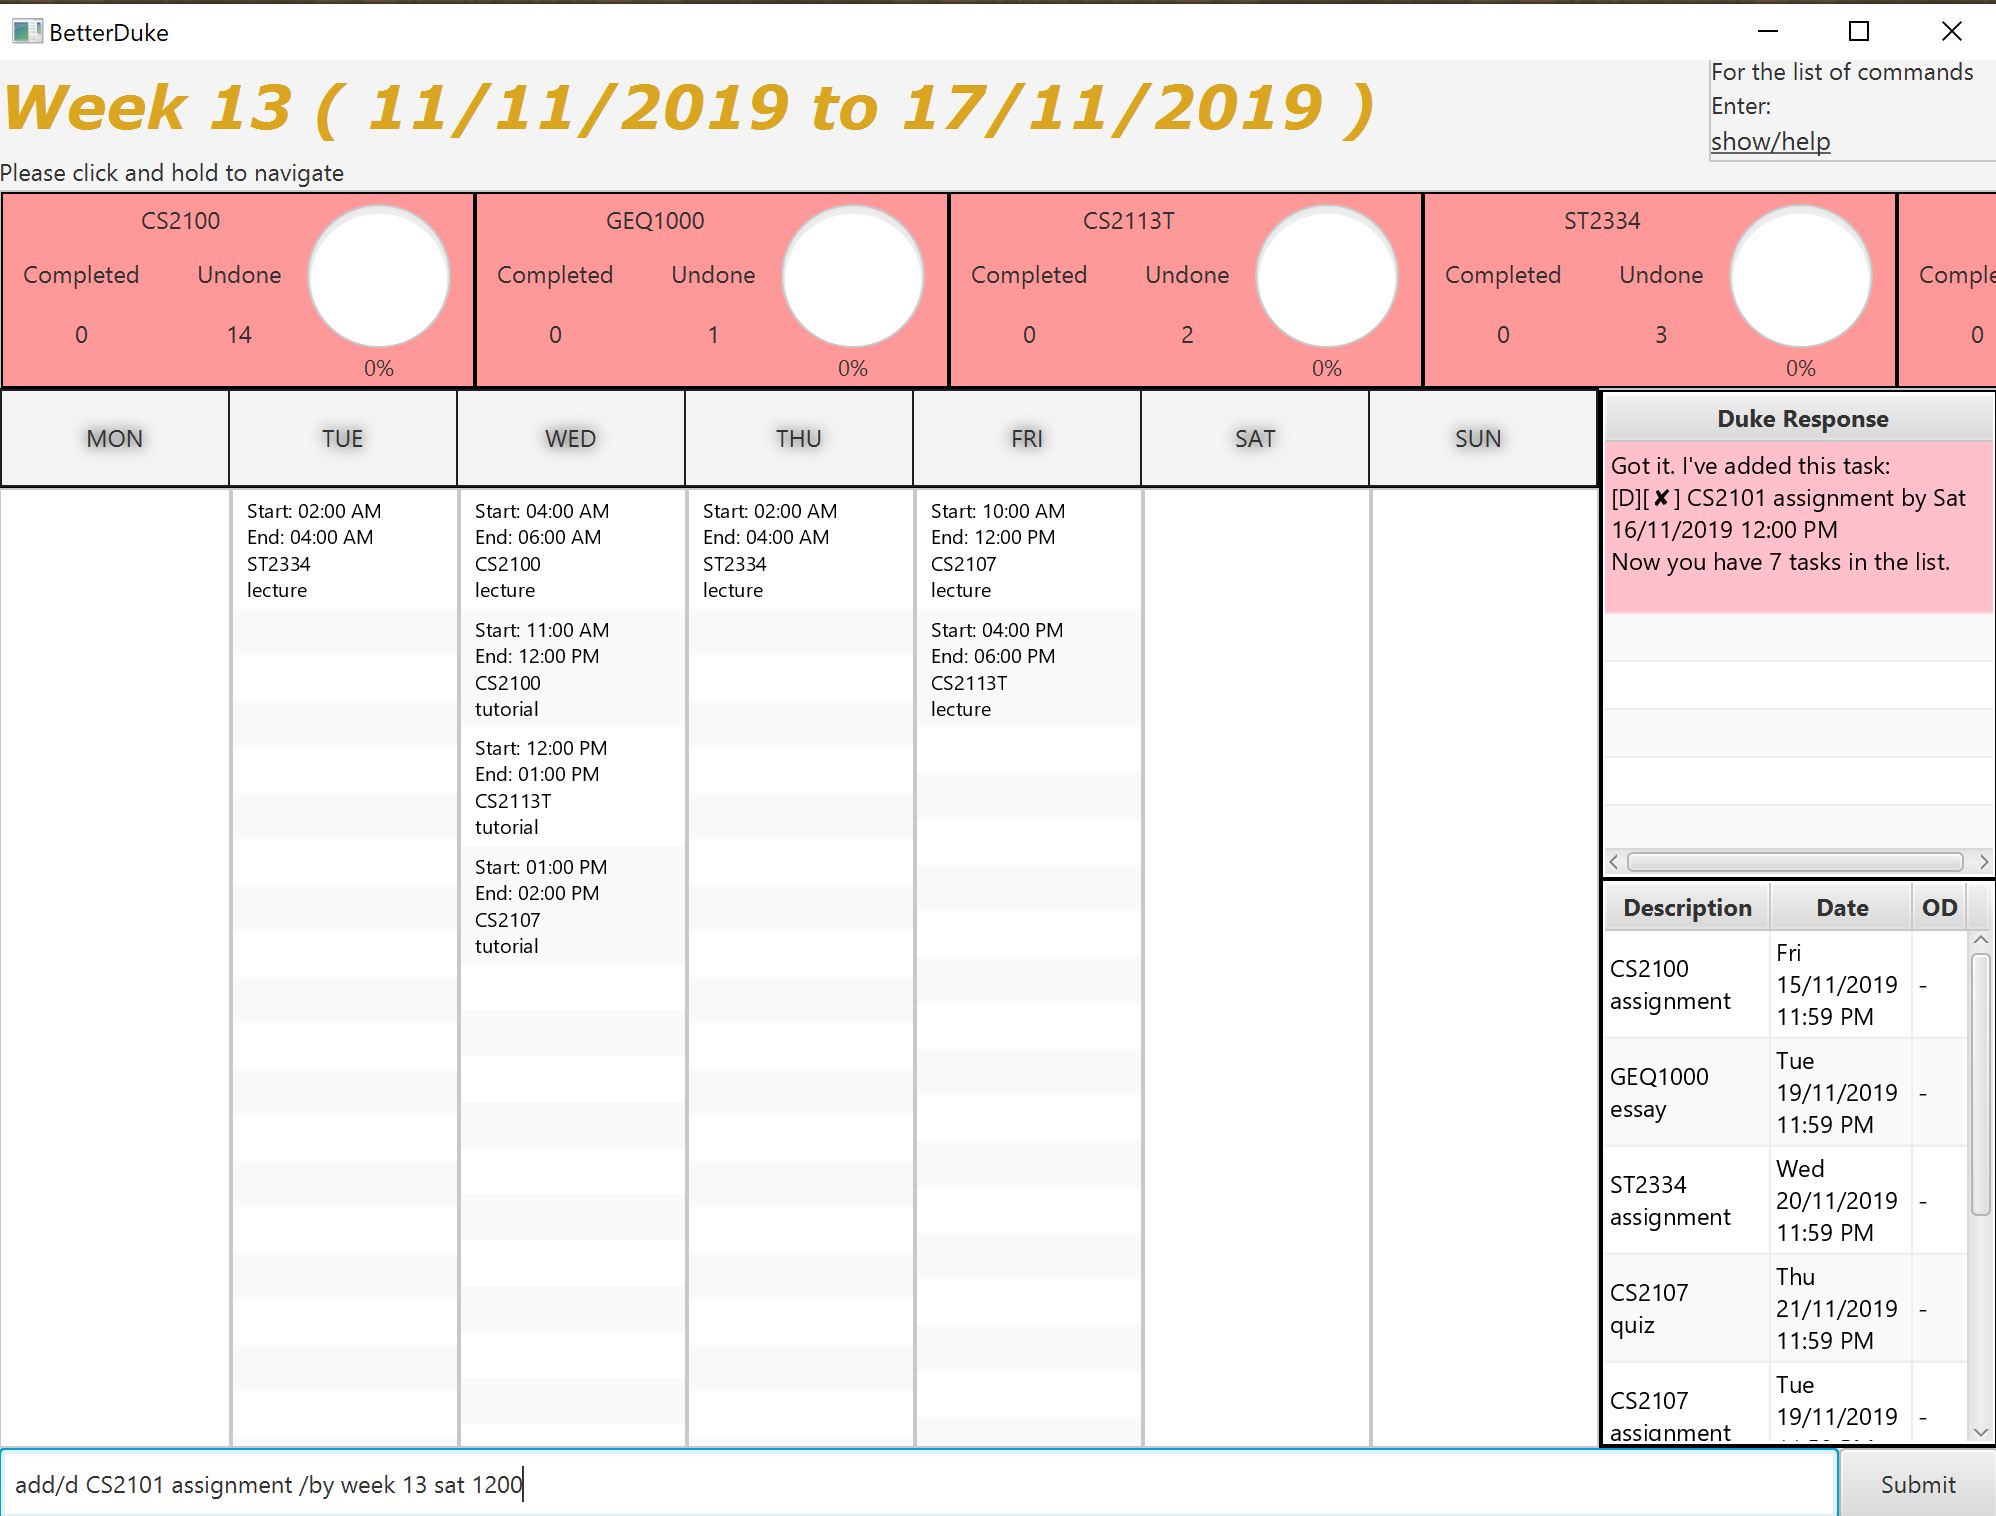 BetterDuke
Week 13 ( 11/11/2019 to 17/11/2019 )
For the list of commands
Enter:
show/help
Please click and hold to navigate
CS2100
Completed Undone
0 14
0%
GEQ1000
Completed Undone
0 1
0%
CS2113T
Completed Undone
0 2
0%
ST2334
Completed Undone
0 3
0%
Comple
0
MON TUE WED THU FRI SAT SUN
Start: 02:00 AM
End: 04:00 AM
ST2334
lecture
Start: 04:00 AM
End: 06:00 AM
CS2100
lecture
Start: 11:00 AM
End: 12:00 PM
CS2100
tutorial
Start: 12:00 PM
End: 01:00 PM
CS2113T
tutorial
Start: 01:00 PM
End: 02:00 PM
CS2107
tutorial
Start: 02:00 AM
End: 04:00 AM
ST2334
lecture
Start: 10:00 AM
End: 12:00 PM
CS2107
lecture
Start: 04:00 PM
End: 06:00 PM
CS2113T
lecture
Duke Response
Got it. I've added this task:
[D][✘] CS2101 assignment by Sat
16/11/2019 12:00 PM
Now you have 7 tasks in the list.
Description Date OD
CS2100
assignment
Fri
15/11/2019
11:59 PM
-
GEQ1000
essay
Tue
19/11/2019
11:59 PM
-
ST2334
assignment
Wed
20/11/2019
11:59 PM
-
CS2107
quiz
Thu
21/11/2019
11:59 PM
-
CS2107
assignment
Tue
19/11/2019
-
add/d CS2101 assignment /by week 13 sat 1200
Submit